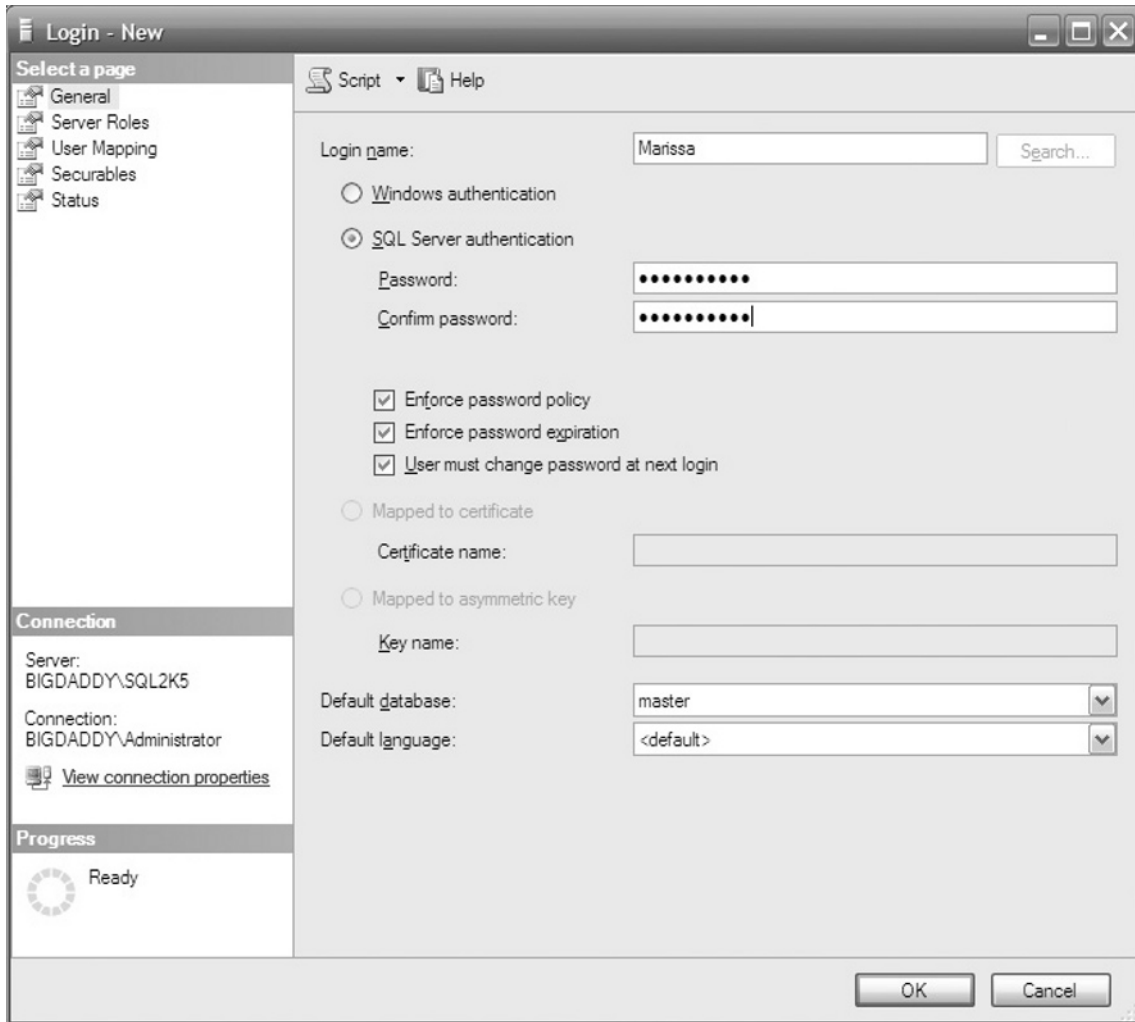 Login - New
Select a page
General
Server Roles
User Mapping
Securables
Status
Script Help
Login name: Marissa Search...
Windows authentication
SQL Server authentication
Password: ••••••••••
Confirm password: ••••••••••
Enforce password policy
Enforce password expiration
User must change password at next login
Mapped to certificate
Certificate name:
Mapped to asymmetric key
Key name:
Default database: master
Default language: <default>
Connection
Server:
BIGDADDY\SQL2K5
Connection:
BIGDADDY\Administrator
View connection properties
Progress
Ready
OK Cancel